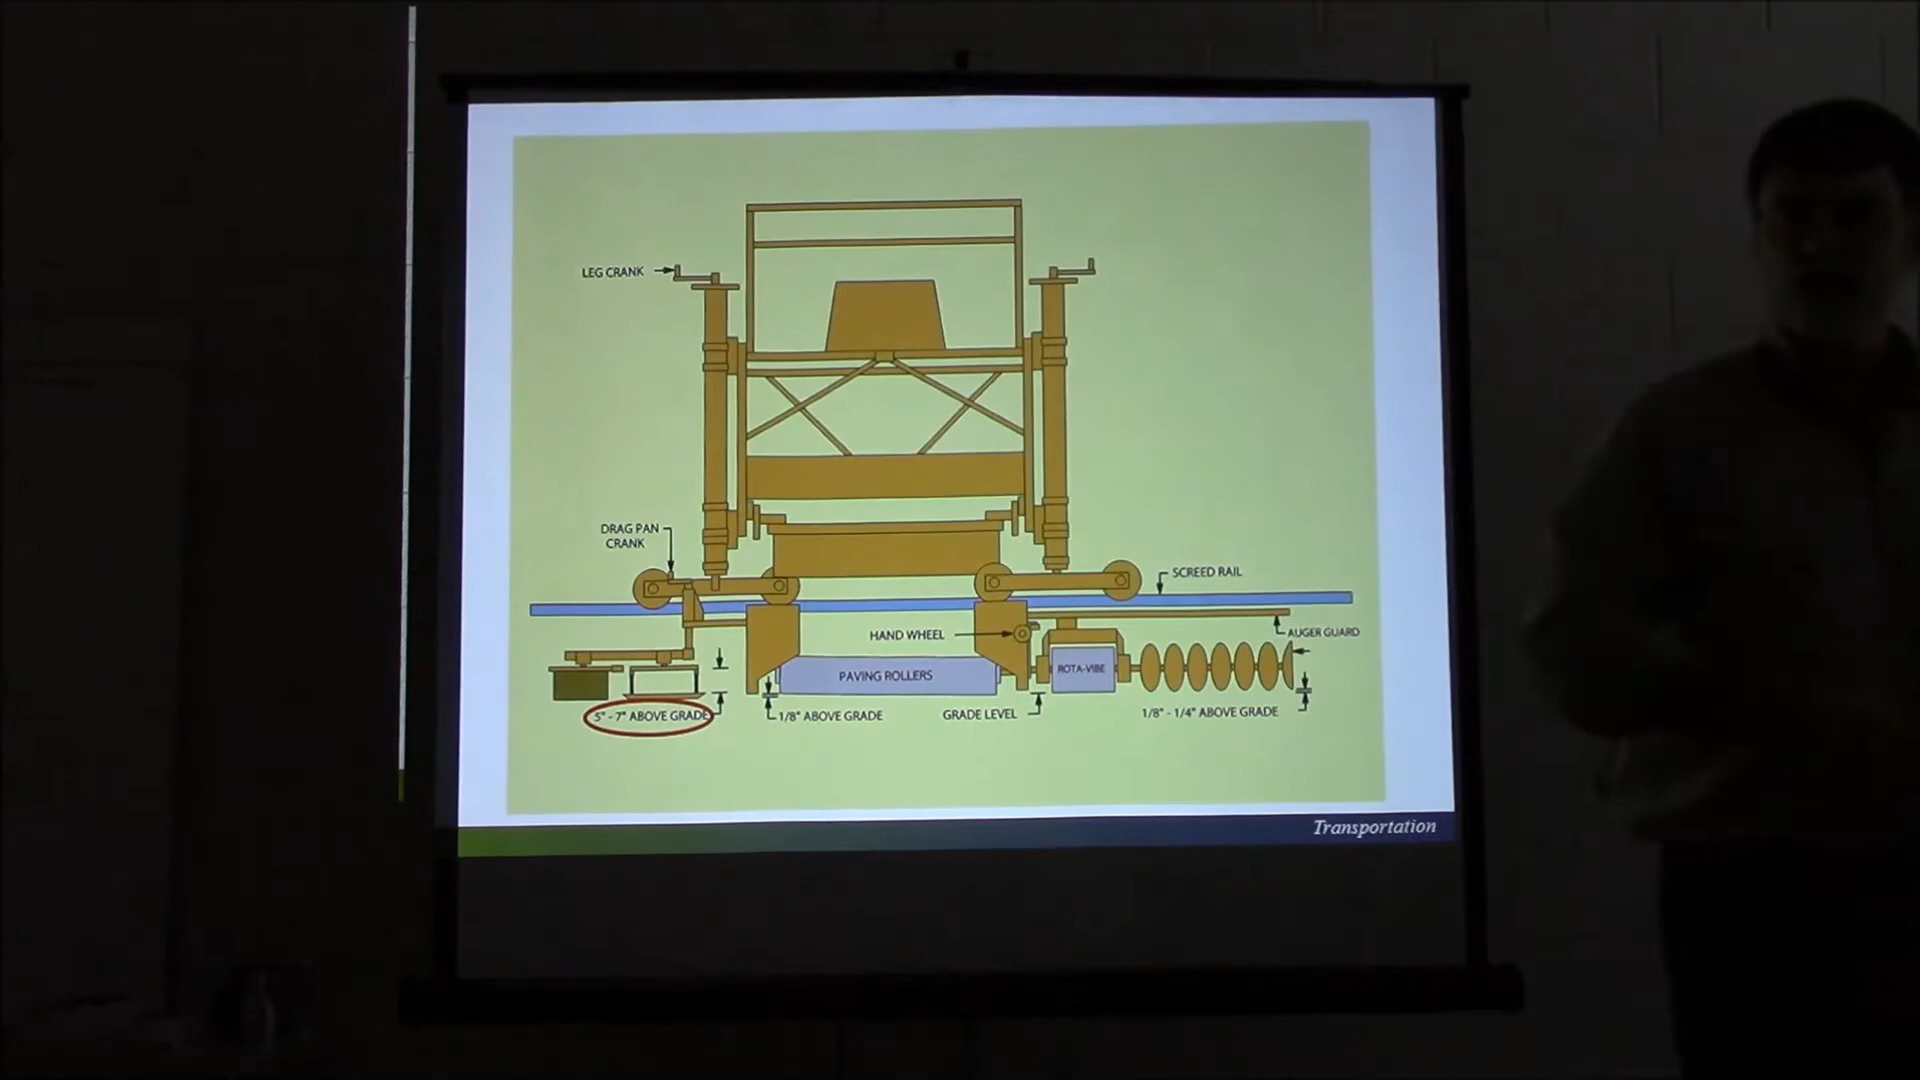 LEG CRANK
DRAG PAN
CRANK
SCREED RAIL
HAND WHEEL
AUGER GUARD
PAVING ROLLERS
ROTA-VIBE
5" - 7" ABOVE GRADE
1/8" ABOVE GRADE
GRADE LEVEL
1/8" - 1/4" ABOVE GRADE
Transportation